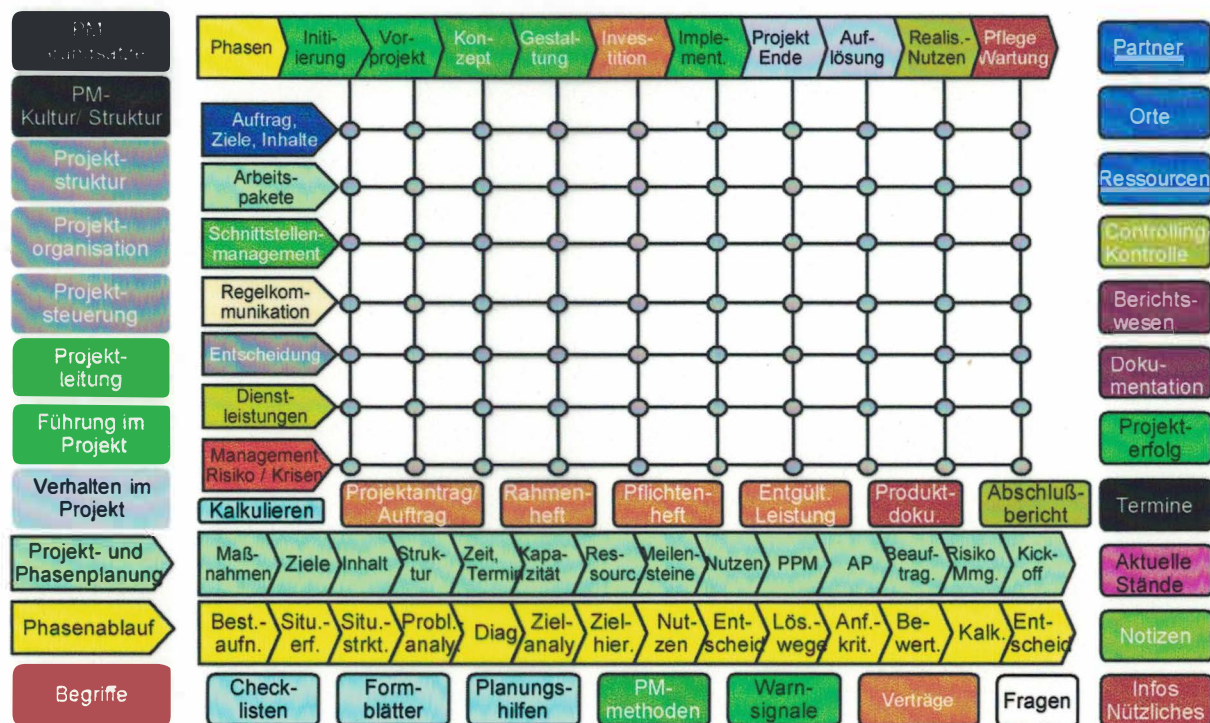 PM
Phasen
Initi-
ierung
Vor-
projekt
Kon-
zept
Gestal-
tung
Inves-
tition
Imple-
ment.
Projekt
Ende
Auf-
lösung
Realis.-
Nutzen
Pflege
Wartung
Partner
PM-
Kultur/ Struktur
Auftrag,
Ziele, Inhalte
Orte
Projekt-
struktur
Arbeits-
pakete
Ressourcen
Projekt-
organisation
Schnittstellen-
management
Controlling
Kontrolle
Projekt-
steuerung
Regelkom-
munikation
Berichts-
wesen
Projekt-
leitung
Entscheidung
Doku-
mentation
Führung im
Projekt
Dienst-
leistungen
Projekt-
erfolg
Verhalten im
Projekt
Management
Risiko / Krisen
Kalkulieren
Projektantrag/
Auftrag
Rahmen-
heft
Pflichten-
heft
Entgült.
Leistung
Produkt-
doku.
Abschlußß-
bericht
Termine
Projekt- und
Phasenplanung
Maß-
nahmen
Ziele
Inhalt
Struk-
tur
Zeit,
Termin
Kapa-
zität
Res-
sourc.
Meilen-
steine
Nutzen
PPM
AP
Beauf-
trag.
Risiko
Mmg.
Kick-
off
Aktuelle
Stände
Phasenablauf
Best.-
aufn.
Situ.-
erf.
Situ.-
strkt.
Probl.
analy.
Diag
Ziel-
analy
Ziel-
hier.
Nut-
zen
Ent-
scheid
Lös.-
wege
Anf.-
krit.
Be-
wert.
Kalk.
Ent-
scheid
Notizen
Begriffe
Check-
listen
Form-
blätter
Planungs-
hilfen
PM-
methoden
Warn-
signale
Verträge
Fragen
Infos
Nützliches